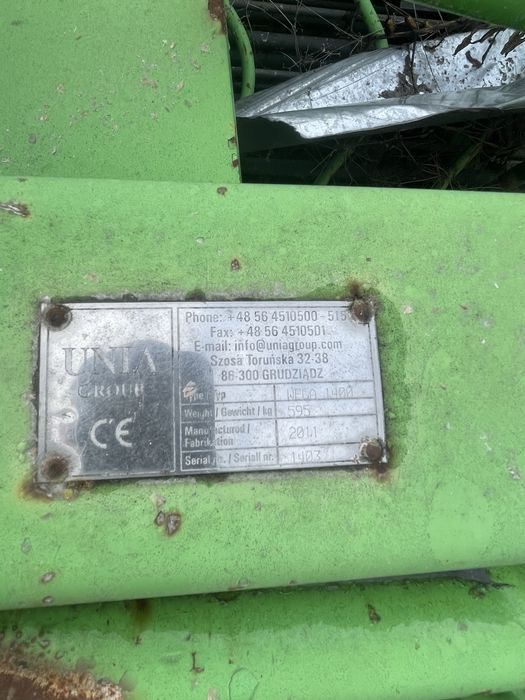 UNIA
GROUP
CE
Phone: +48 56 4510500 - 515
Fax: +48 56 4510501
E-mail: info@uniagroup.com
Szosa Toruńska 32-38
86-300 GRUDZIĄDZ
Type / Typ WEGA 1400
Weight / Gewicht / kg 595
Manufactured / Fabrikation 2011
Serial nr. / Seriall nr. 1403